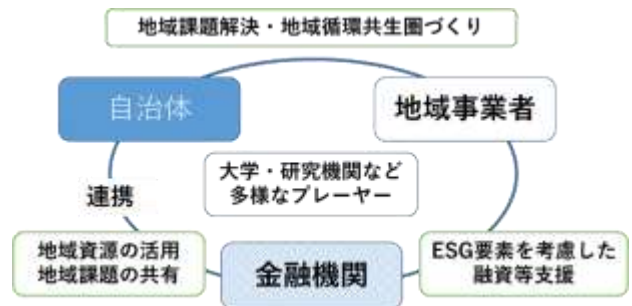 地域課題解決・地域循環共生圏づくり
自治体
地域事業者
大学・研究機関など
多様なプレーヤー
連携
地域資源の活用
地域課題の共有
金融機関
ESG要素を考慮した
融資等支援